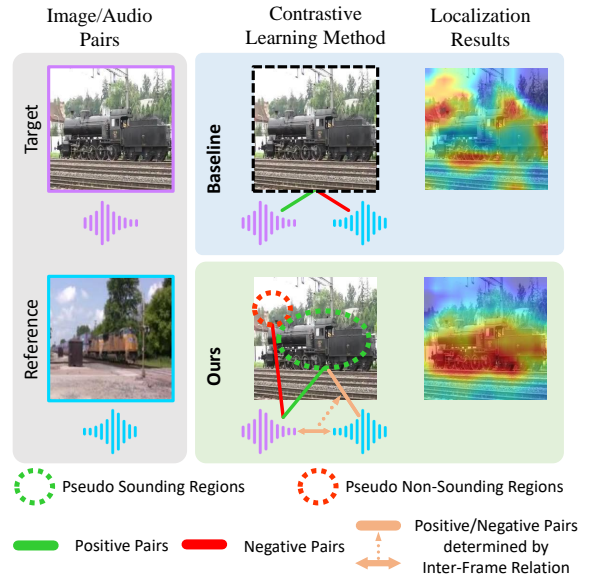 Image/Audio
Pairs
Contrastive
Learning Method
Localization
Results
Target
Baseline
Reference
Ours
Pseudo Sounding Regions
Pseudo Non-Sounding Regions
Positive Pairs
Negative Pairs
Positive/Negative Pairs
determined by
Inter-Frame Relation